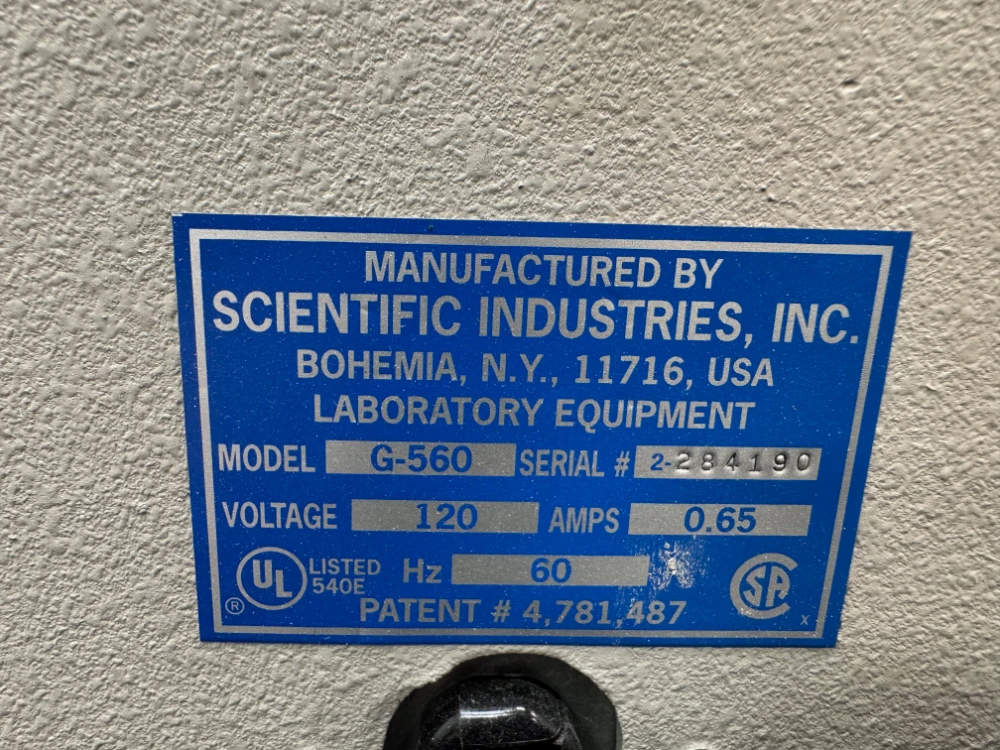 MANUFACTURED BY
SCIENTIFIC INDUSTRIES, INC.
BOHEMIA, N.Y., 11716, USA
LABORATORY EQUIPMENT
MODEL G-560 SERIAL # 2-284190
VOLTAGE 120 AMPS 0.65
UL LISTED 540E Hz 60 SA
® PATENT # 4,781,487 x